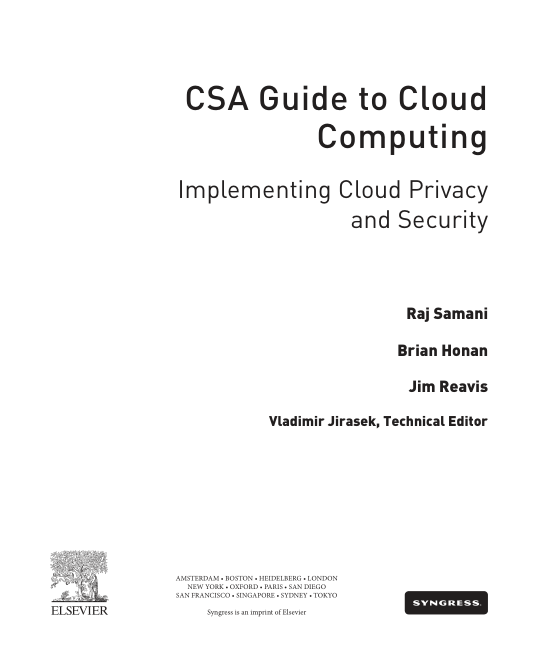 CSA Guide to Cloud
Computing
Implementing Cloud Privacy
and Security
Raj Samani
Brian Honan
Jim Reavis
Vladimir Jirasek, Technical Editor
AMSTERDAM • BOSTON • HEIDELBERG • LONDON
NEW YORK • OXFORD • PARIS • SAN DIEGO
SAN FRANCISCO • SINGAPORE • SYDNEY • TOKYO
Syngress is an imprint of Elsevier
ELSEVIER
SYNGRESS.